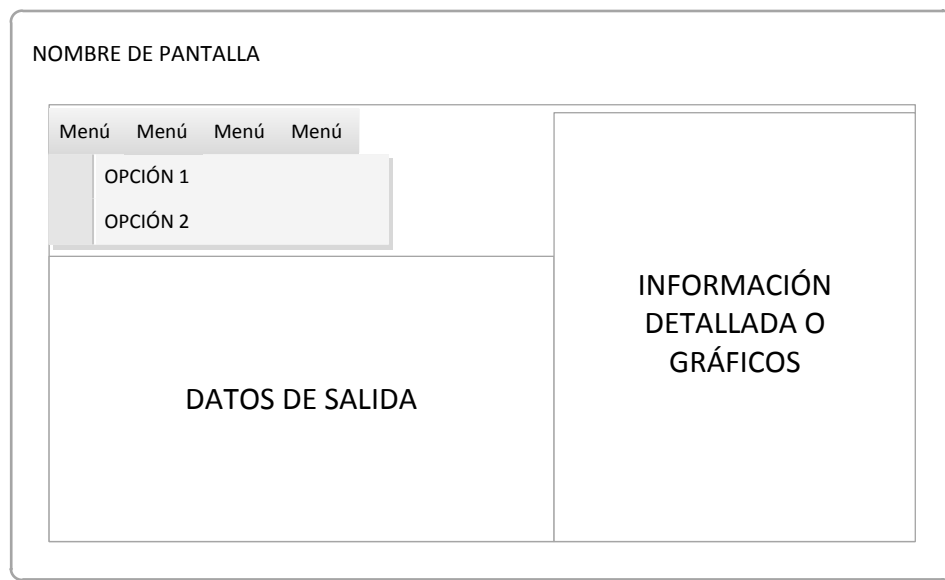 NOMBRE DE PANTALLA
Menú Menú Menú Menú
OPCIÓN 1
OPCIÓN 2
DATOS DE SALIDA
INFORMACIÓN
DETALLADA O
GRÁFICOS